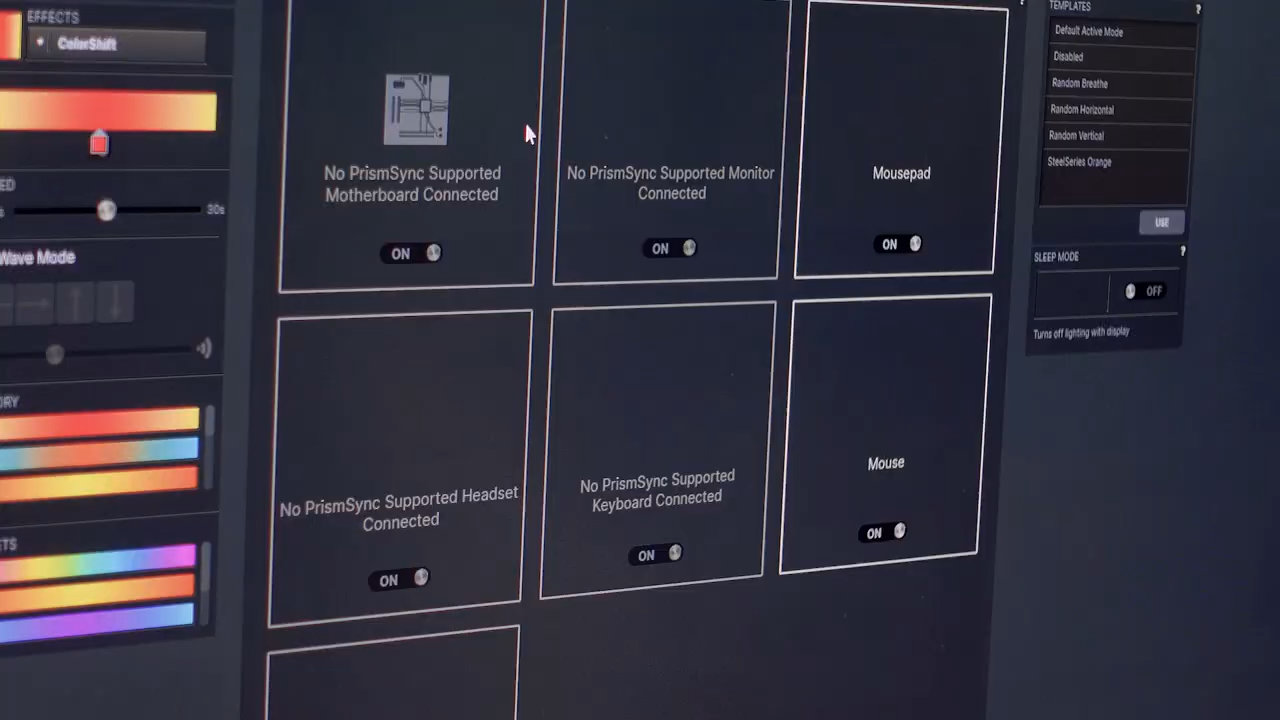 EFFECTS
ColorShift
30s
Wave Mode
No PrismSync Supported
Motherboard Connected
ON
No PrismSync Supported Monitor
Connected
ON
Mousepad
ON
No PrismSync Supported Headset
Connected
ON
No PrismSync Supported
Keyboard Connected
ON
Mouse
ON
TEMPLATES
?
Default Active Mode
Disabled
Random Breathe
Random Horizontal
Random Vertical
SteelSeries Orange
USE
SLEEP MODE
?
OFF
Turns off lighting with display